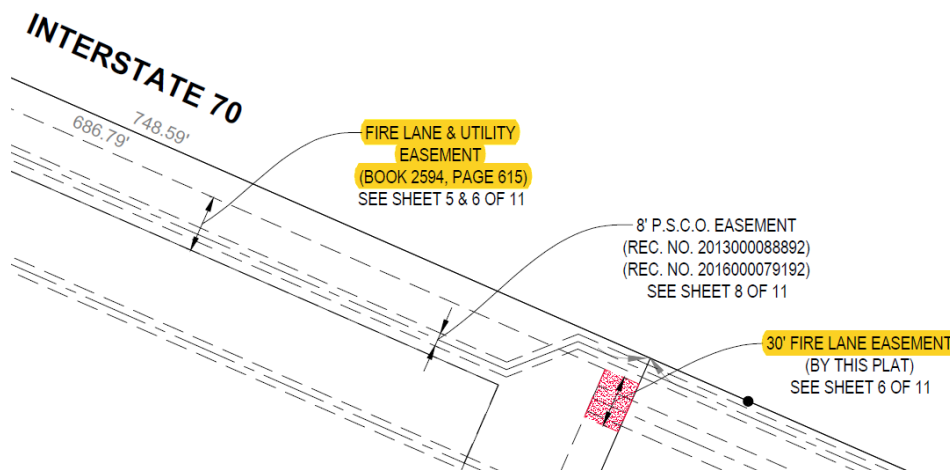 INTERSTATE 70
748.59'
686.79'
FIRE LANE & UTILITY
EASEMENT
(BOOK 2594, PAGE 615)
SEE SHEET 5 & 6 OF 11
8' P.S.C.O. EASEMENT
(REC. NO. 2013000088892)
(REC. NO. 2016000079192)
SEE SHEET 8 OF 11
30' FIRE LANE EASEMENT
(BY THIS PLAT)
SEE SHEET 6 OF 11